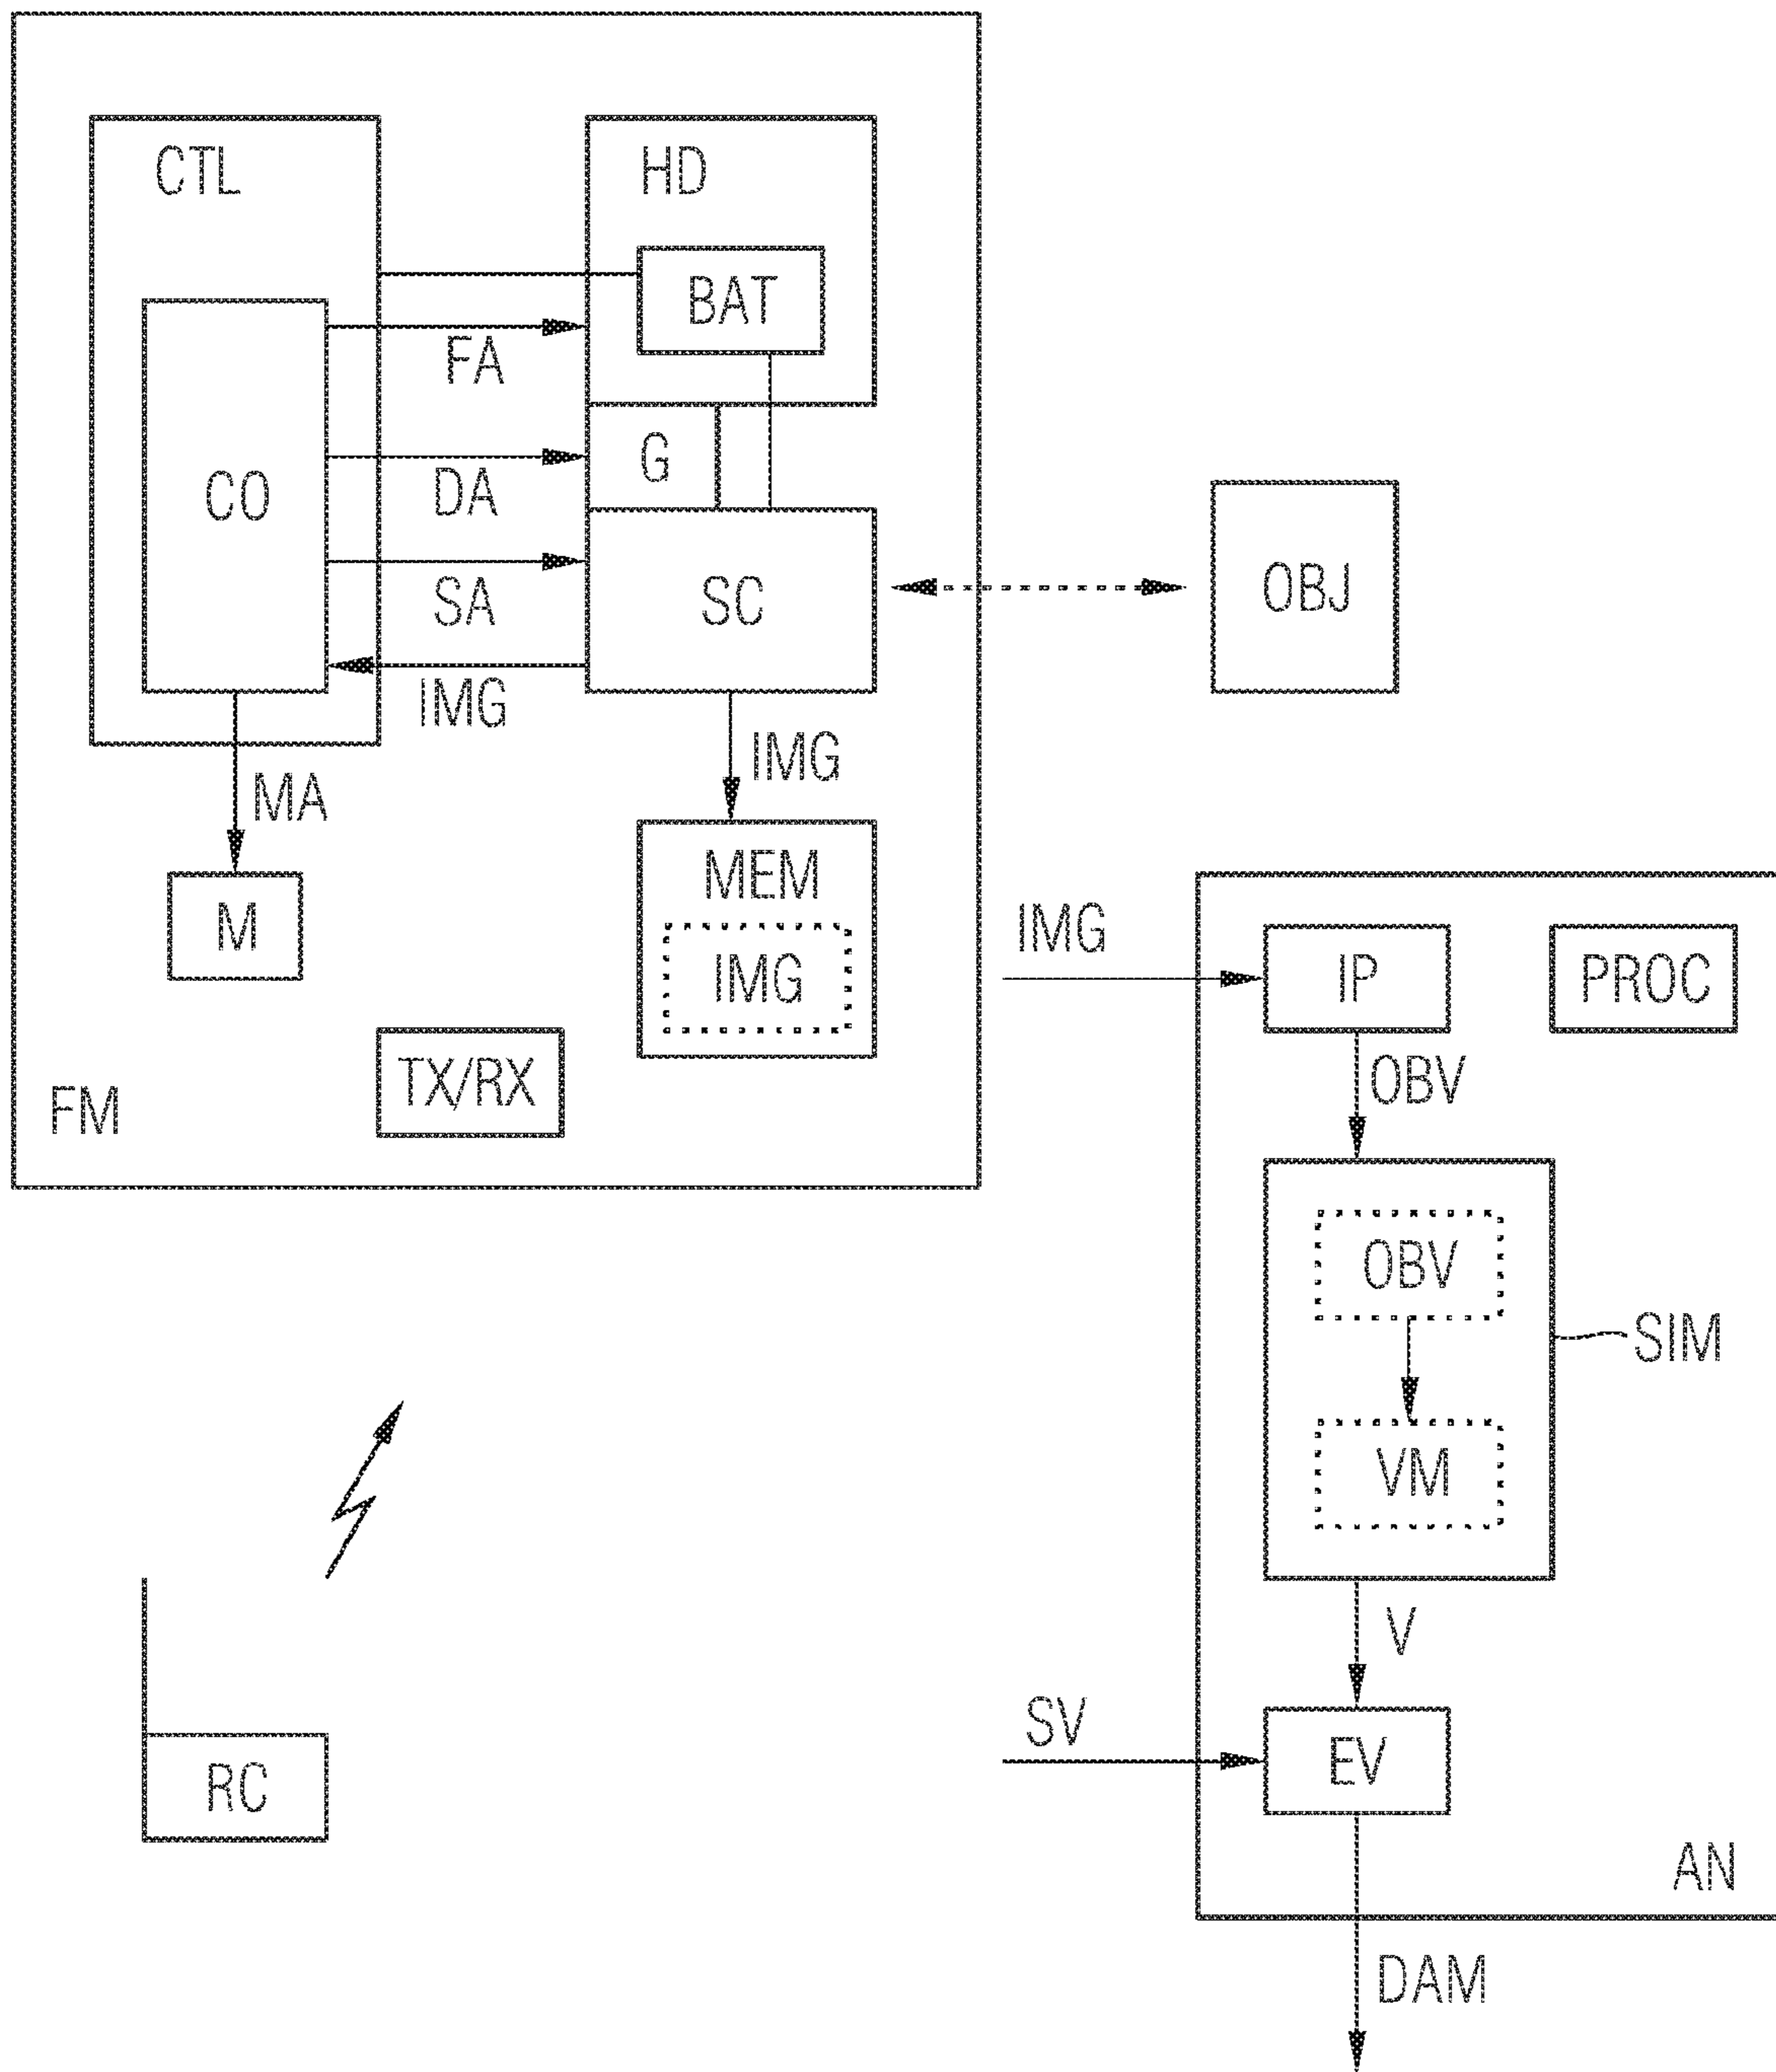 CTL
HD
BAT
FA
G
CO
DA
SA
SC
OBJ
IMG
IMG
MA
MEM
M
IMG
IMG
IP
PROC
TX/RX
OBV
FM
OBV
SIM
VM
V
SV
EV
RC
AN
DAM